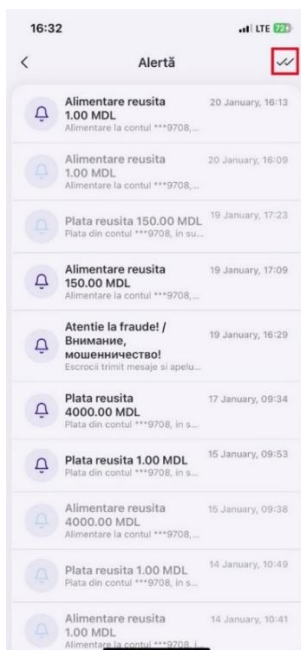 16:32
LTE 72
Alertă
Alimentare reusita 20 January, 16:13
1.00 MDL
Alimentare la contul ***9708,...
Alimentare reusita 20 January, 16:09
1.00 MDL
Alimentare la contul ***9708,...
Plata reusita 150.00 MDL 19 January, 17:23
Plata din contul ***9708, in su...
Alimentare reusita 19 January, 17:09
150.00 MDL
Alimentare la contul ***9708,...
Atentie la fraude! /
Внимание, 19 January, 16:29
мошенничество!
Escrocii trimit mesaje si apelu...
Plata reusita 17 January, 09:34
4000.00 MDL
Plata din contul ***9708, in s...
Plata reusita 1.00 MDL 15 January, 09:53
Plata din contul ***9708, in s...
Alimentare reusita 15 January, 09:38
4000.00 MDL
Alimentare la contul ***9708,...
Plata reusita 1.00 MDL 14 January, 10:49
Plata din contul ***9708, in s...
Alimentare reusita 14 January, 10:41
1.00 MDL
Alimentare la contul ***9708, i...